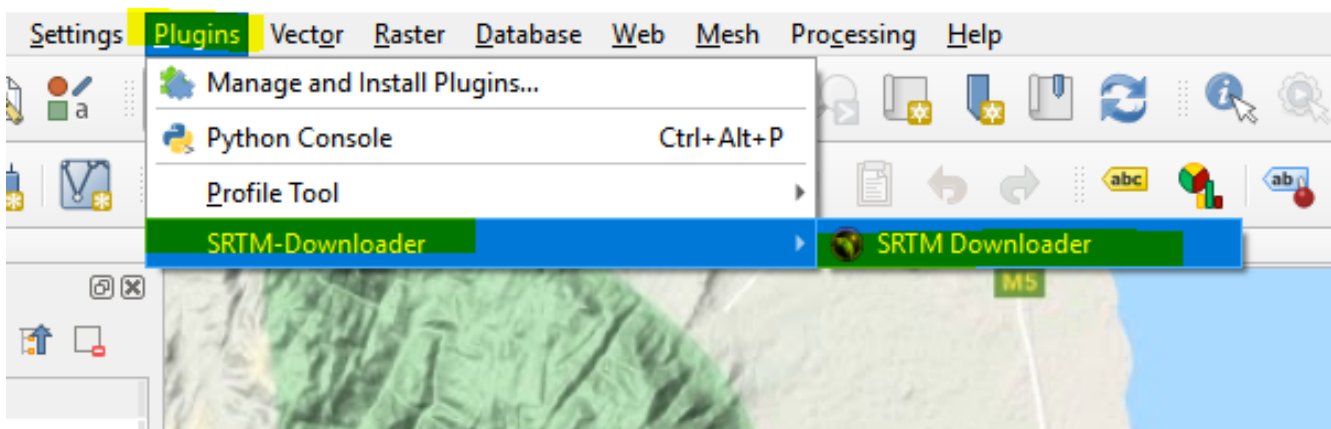 Settings Plugins Vector Raster Database Web Mesh Processing Help
a
Manage and Install Plugins...
Python Console Ctrl+Alt+P
Profile Tool
abc
ab
SRTM-Downloader
SRTM Downloader
M5